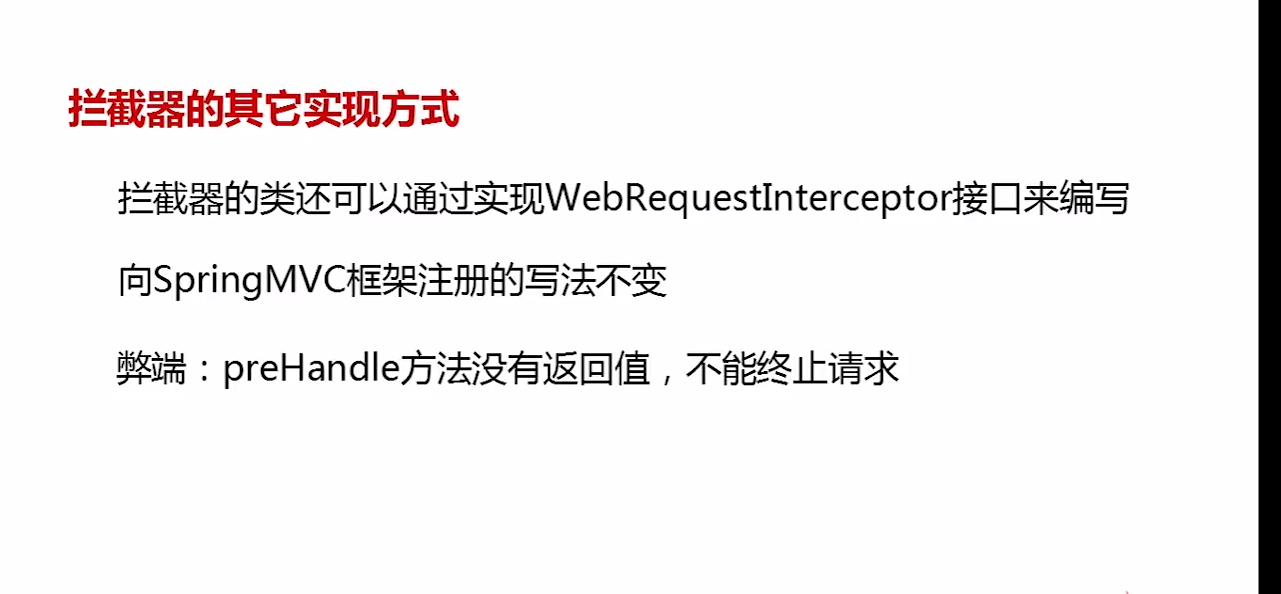 拦截器的其它实现方式
拦截器的类还可以通过实现WebRequestInterceptor接口来编写
向SpringMVC框架注册的写法不变
弊端：preHandle方法没有返回值，不能终止请求